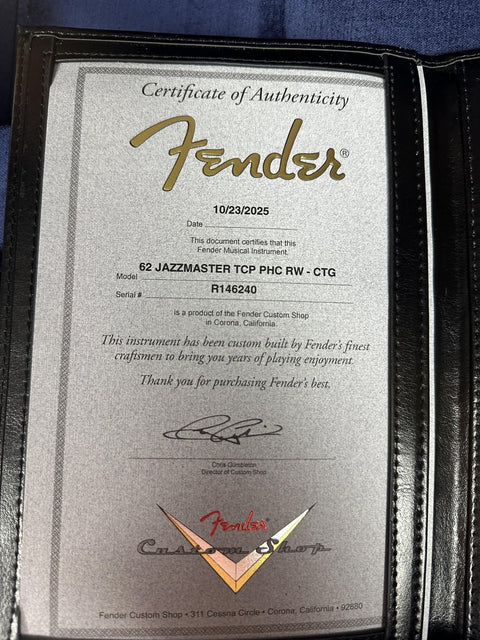 Certificate of Authenticity
Fender®
10/23/2025
Date
This document certifies that this
Fender Musical Instrument.
62 JAZZMASTER TCP PHC RW - CTG
Model
R146240
Serial #
is a product of the Fender Custom Shop
in Corona, California.
This instrument has been custom built by Fender's finest
craftsmen to bring you years of playing enjoyment.
Thank you for purchasing Fender's best.
Chris Gumbleton
Director of Custom Shop
Fender
Custom Shop
Fender Custom Shop • 311 Cessna Circle • Corona, California • 92880